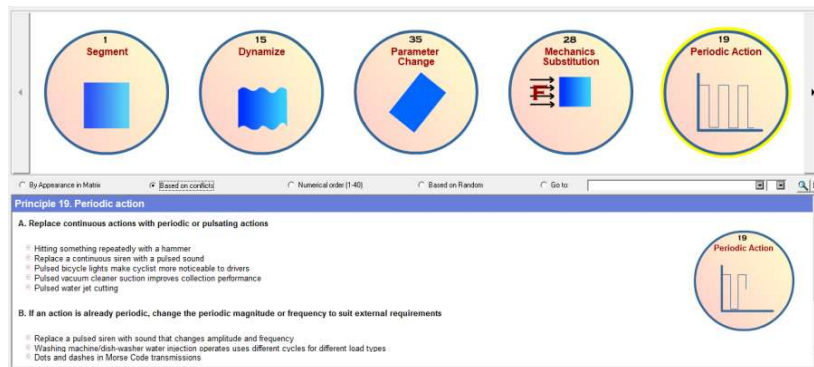 1
Segment
15
Dynamize
35
Parameter
Change
28
Mechanics
Substitution
F
19
Periodic Action
By Appearance in Matrix
Based on conflicts
Numerical order (1-40)
Based on Random
Go to:
Principle 19. Periodic action
A. Replace continuous actions with periodic or pulsating actions
Hitting something repeatedly with a hammer
Replace a continuous siren with a pulsed sound
Pulsed bicycle lights make cyclist more noticeable to drivers
Pulsed vacuum cleaner suction improves collection performance
Pulsed water jet cutting
19
Periodic Action
B. If an action is already periodic, change the periodic magnitude or frequency to suit external requirements
Replace a pulsed siren with sound that changes amplitude and frequency
Washing machine/dish-washer water injection operates uses different cycles for different load types
Dots and dashes in Morse Code transmissions